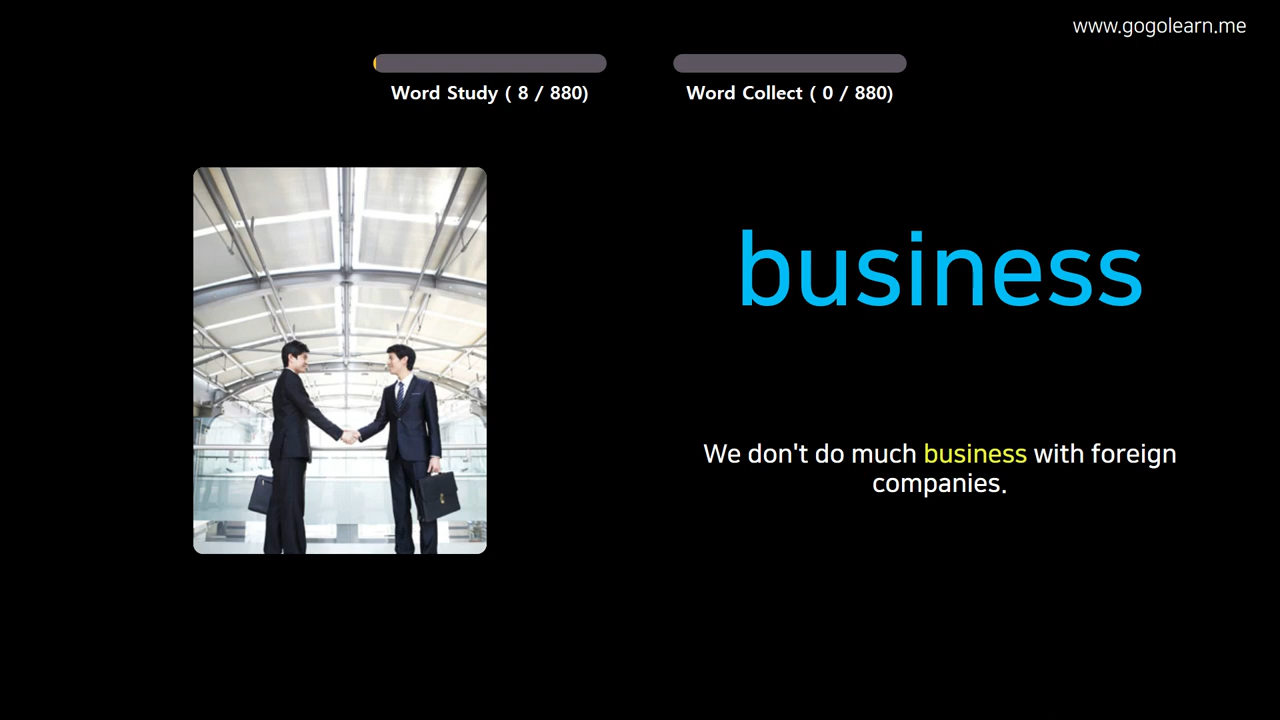 www.gogolearn.me
Word Study ( 8 / 880)
Word Collect ( 0 / 880)
business
We don't do much business with foreign
companies.